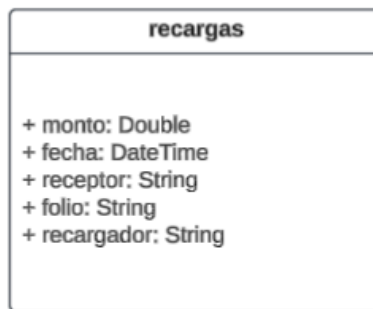 recargas
+ monto: Double
+ fecha: DateTime
+ receptor: String
+ folio: String
+ recargador: String